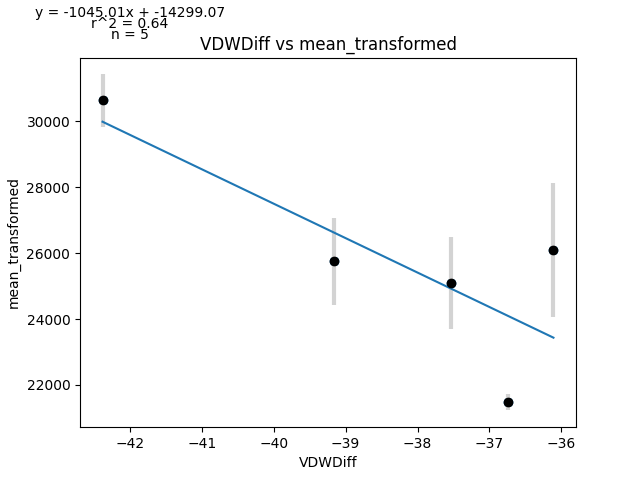 y = -1045.01x + -14299.07
r^2 = 0.64
n = 5
VDWDiff vs mean_transformed
mean_transformed
30000
28000
26000
24000
22000
−42
−41
−40
−39
−38
−37
−36
VDWDiff